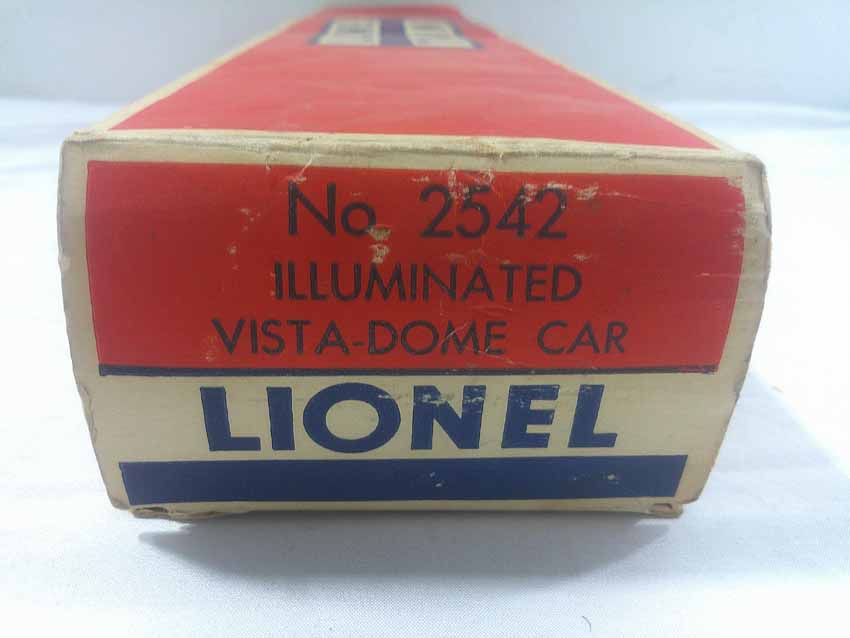 No. 2542
ILLUMINATED
VISTA-DOME CAR
LIONEL